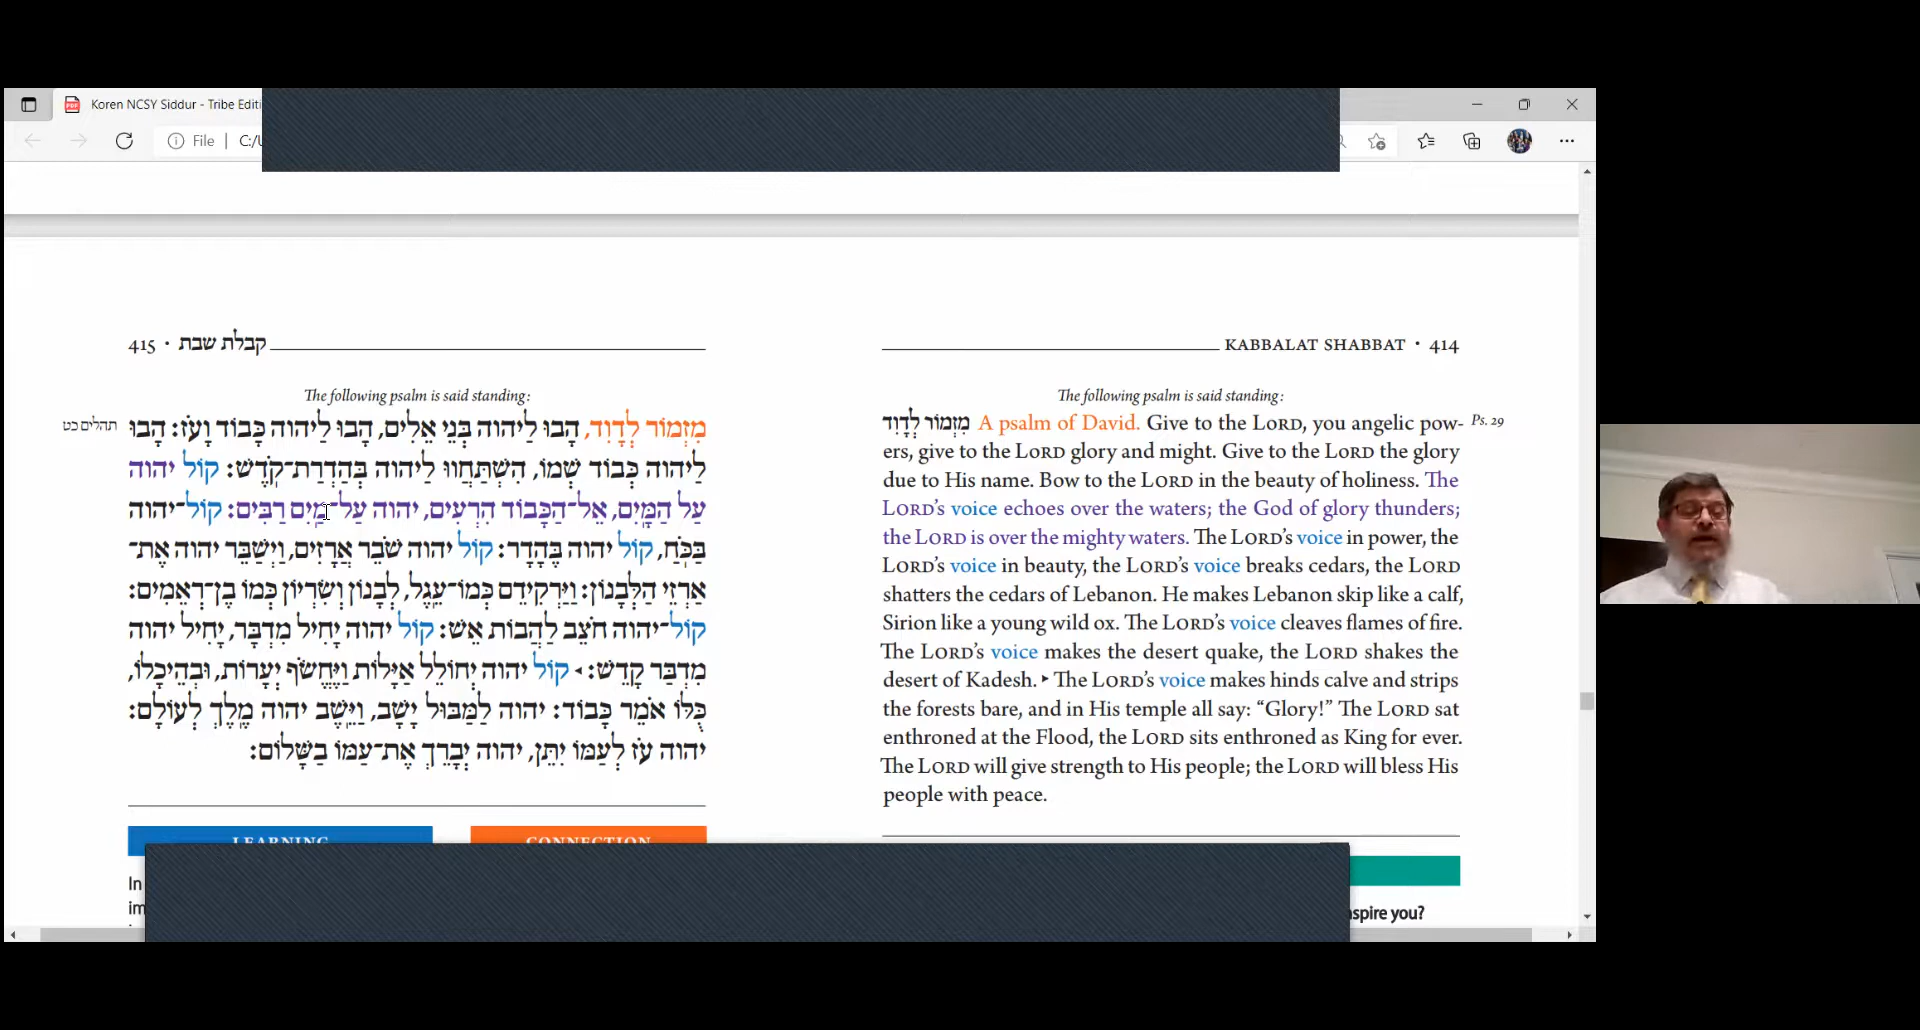 Koren NCSY Siddur - Tribe Editi
File
C:/
קבלת שבת • 415
The following psalm is said standing:
תהלים כט
מִזְמוֹר לְדָוִד, הָבוּ לַיהוה בְּנֵי אֵלִים, הָבוּ לַיהוה כָּבוֹד וָעֹז: הָבוּ
לַיהוה כְּבוֹד שְׁמוֹ, הִשְׁתַּחֲווּ לַיהוה בְּהַדְרַת־קֹדֶשׁ: קוֹל יהוה
עַל הַמָּיִם, אֵל־הַכָּבוֹד הִרְעִים, יהוה עַל־מַיִם רַבִּים: קוֹל־יהוה
בַּכֹּחַ, קוֹל יהוה בֶּהָדָר: קוֹל יהוה שֹׁבֵר אֲרָזִים, וַיְשַׁבֵּר יהוה אֶת־
אַרְזֵי הַלְּבָנוֹן: וַיַּרְקִידֵם כְּמוֹ־עֵגֶל, לְבָנוֹן וְשִׂרְיוֹן כְּמוֹ בֶן־רְאֵמִים:
קוֹל־יהוה חֹצֵב לַהֲבוֹת אֵשׁ: קוֹל יהוה יָחִיל מִדְבָּר, יָחִיל יהוה
מִדְבַּר קָדֵשׁ: ◂ קוֹל יהוה יְחוֹלֵל אַיָּלוֹת וַיֶּחֱשֹׂף יְעָרוֹת, וּבְהֵיכָלוֹ,
כֻּלּוֹ אֹמֵר כָּבוֹד: יהוה לַמַּבּוּל יָשָׁב, וַיֵּשֶׁב יהוה מֶלֶךְ לְעוֹלָם:
יהוה עֹז לְעַמּוֹ יִתֵּן, יהוה יְבָרֵךְ אֶת־עַמּוֹ בַשָּׁלוֹם:
LEARNING
CONNECTION
In
im
KABBALAT SHABBAT • 414
The following psalm is said standing:
מִזְמוֹר לְדָוִד A psalm of David. Give to the LORD, you angelic pow-
Ps. 29
ers, give to the LORD glory and might. Give to the LORD the glory
due to His name. Bow to the LORD in the beauty of holiness. The
LORD's voice echoes over the waters; the God of glory thunders;
the LORD is over the mighty waters. The LORD's voice in power, the
LORD's voice in beauty, the LORD's voice breaks cedars, the LORD
shatters the cedars of Lebanon. He makes Lebanon skip like a calf,
Sirion like a young wild ox. The LORD's voice cleaves flames of fire.
The LORD's voice makes the desert quake, the LORD shakes the
desert of Kadesh. ▸ The LORD's voice makes hinds calve and strips
the forests bare, and in His temple all say: “Glory!” The LORD sat
enthroned at the Flood, the LORD sits enthroned as King for ever.
The LORD will give strength to His people; the LORD will bless His
people with peace.
spire you?